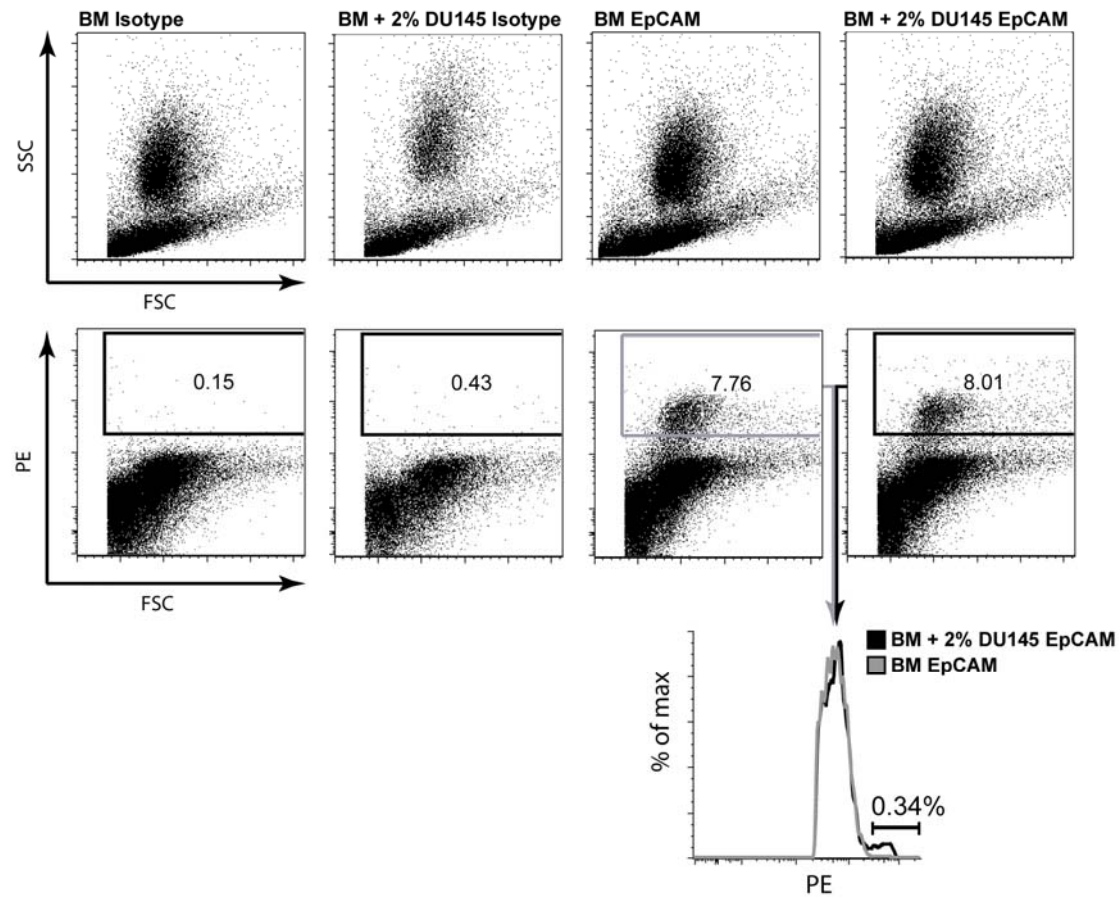 BM Isotype
BM + 2% DU145 Isotype
BM EpCAM
BM + 2% DU145 EpCAM
SSC
FSC
0.15
0.43
7.76
8.01
PE
FSC
BM + 2% DU145 EpCAM
BM EpCAM
% of max
0.34%
PE